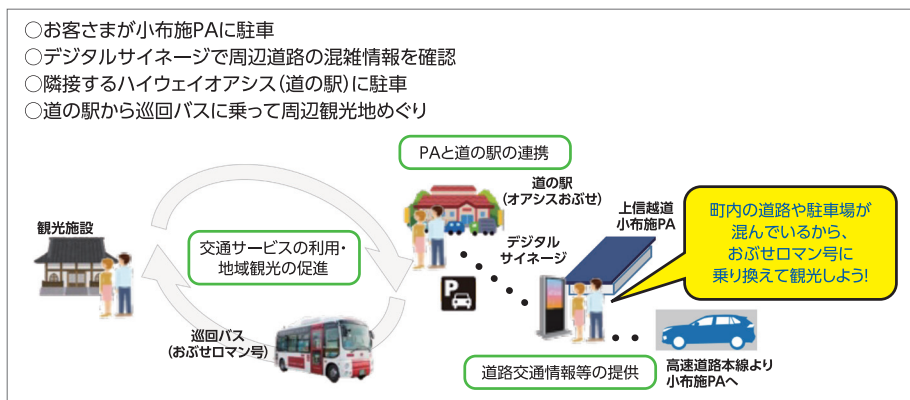 ○お客さまが小布施PAに駐車
○デジタルサイネージで周辺道路の混雑情報を確認
○隣接するハイウェイオアシス（道の駅）に駐車
○道の駅から巡回バスに乗って周辺観光地めぐり
PAと道の駅の連携
道の駅
（オアシスおぶせ）
上信越道
小布施PA
町内の道路や駐車場が
混んでいるから、
おぶせロマン号に
乗り換えて観光しよう!
観光施設
交通サービスの利用・
地域観光の促進
デジタル
サイネージ
P
巡回バス
（おぶせロマン号）
道路交通情報等の提供
高速道路本線より
小布施PAへ